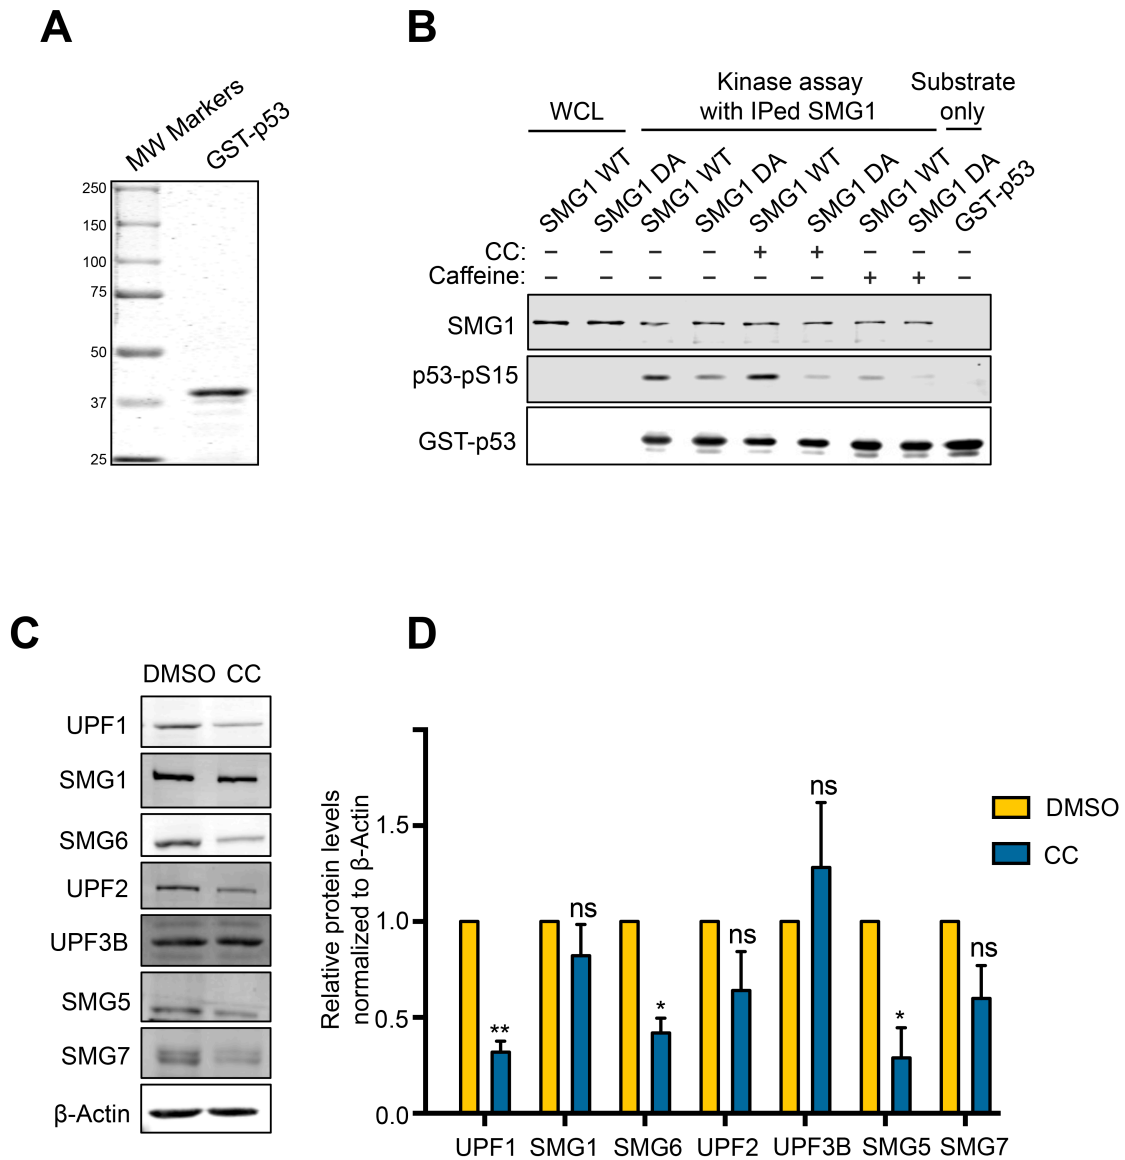 A
MW Markers
GST-p53
250
150
100
75
50
37
25
B
WCL
Kinase assay
with IPed SMG1
Substrate
only
SMG1 WT
SMG1 DA
SMG1 WT
SMG1 DA
SMG1 WT
SMG1 DA
SMG1 WT
SMG1 DA
GST-p53
CC: – – – – + + – – –
Caffeine: – – – – – – + + –
SMG1
p53-pS15
GST-p53
C
DMSO CC
UPF1
SMG1
SMG6
UPF2
UPF3B
SMG5
SMG7
β-Actin
D
Relative protein levels
normalized to β-Actin
1.5
1.0
0.5
0.0
**
ns
*
ns
ns
*
ns
UPF1 SMG1 SMG6 UPF2 UPF3B SMG5 SMG7
DMSO
CC